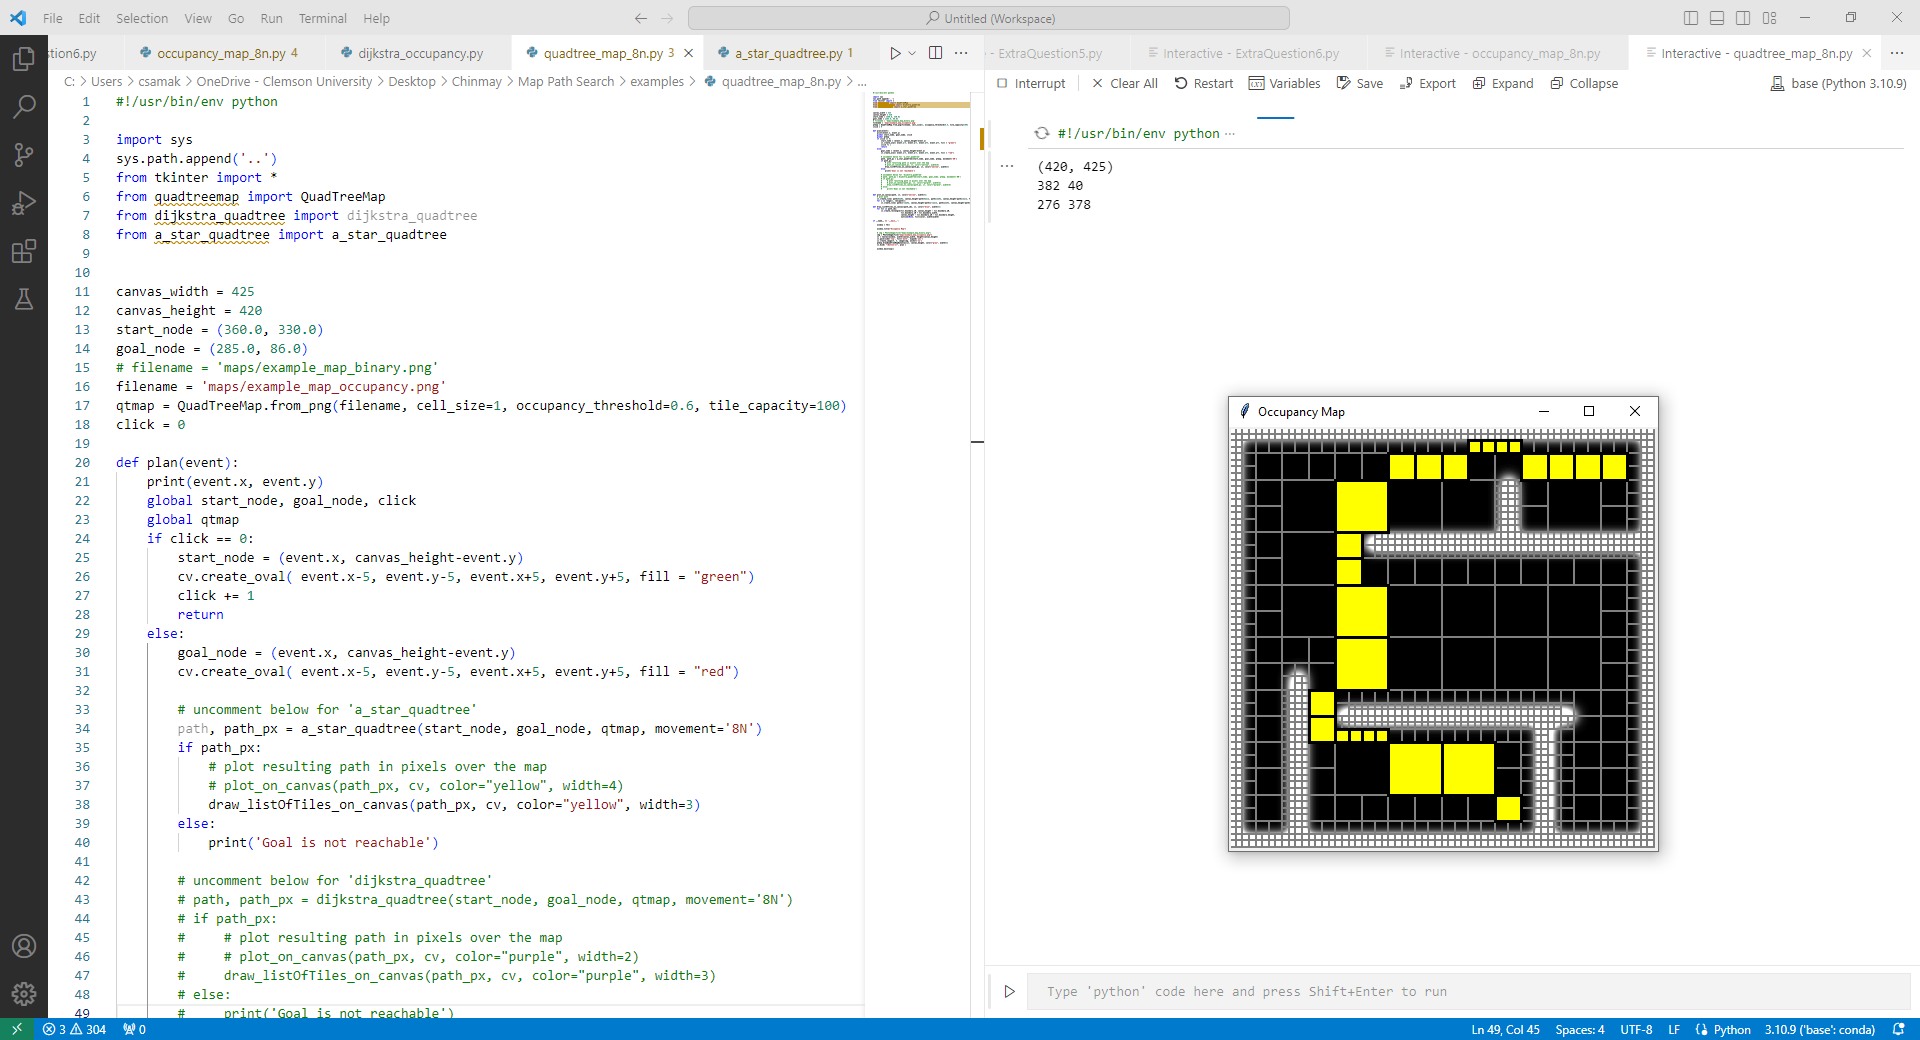 File Edit Selection View Go Run Terminal Help
Untitled (Workspace)
stion6.py occupancy_map_8n.py 4 dijkstra_occupancy.py quadtree_map_8n.py 3 a_star_quadtree.py 1
- ExtraQuestion5.py Interactive - ExtraQuestion6.py Interactive - occupancy_map_8n.py Interactive - quadtree_map_8n.py
C: > Users > csamak > OneDrive - Clemson University > Desktop > Chinmay > Map Path Search > examples > quadtree_map_8n.py > ...
Interrupt Clear All Restart Variables Save Export Expand Collapse base (Python 3.10.9)
1 #!/usr/bin/env python
2
3 import sys
4 sys.path.append('..')
5 from tkinter import *
6 from quadtreemap import QuadTreeMap
7 from dijkstra_quadtree import dijkstra_quadtree
8 from a_star_quadtree import a_star_quadtree
9
10
11 canvas_width = 425
12 canvas_height = 420
13 start_node = (360.0, 330.0)
14 goal_node = (285.0, 86.0)
15 # filename = 'maps/example_map_binary.png'
16 filename = 'maps/example_map_occupancy.png'
17 qtmap = QuadTreeMap.from_png(filename, cell_size=1, occupancy_threshold=0.6, tile_capacity=100)
18 click = 0
19
20 def plan(event):
21 print(event.x, event.y)
22 global start_node, goal_node, click
23 global qtmap
24 if click == 0:
25 start_node = (event.x, canvas_height-event.y)
26 cv.create_oval( event.x-5, event.y-5, event.x+5, event.y+5, fill = "green")
27 click += 1
28 return
29 else:
30 goal_node = (event.x, canvas_height-event.y)
31 cv.create_oval( event.x-5, event.y-5, event.x+5, event.y+5, fill = "red")
32
33 # uncomment below for 'a_star_quadtree'
34 path, path_px = a_star_quadtree(start_node, goal_node, qtmap, movement='8N')
35 if path_px:
36 # plot resulting path in pixels over the map
37 # plot_on_canvas(path_px, cv, color="yellow", width=4)
38 draw_listOfTiles_on_canvas(path_px, cv, color="yellow", width=3)
39 else:
40 print('Goal is not reachable')
41
42 # uncomment below for 'dijkstra_quadtree'
43 # path, path_px = dijkstra_quadtree(start_node, goal_node, qtmap, movement='8N')
44 # if path_px:
45 # # plot resulting path in pixels over the map
46 # # plot_on_canvas(path_px, cv, color="purple", width=2)
47 # draw_listOfTiles_on_canvas(path_px, cv, color="purple", width=3)
48 # else:
49 # print('Goal is not reachable')
#!/usr/bin/env python ...
(420, 425)
382 40
276 378
Occupancy Map
Type 'python' code here and press Shift+Enter to run
3 304 0 Ln 49, Col 45 Spaces: 4 UTF-8 LF Python 3.10.9 ('base': conda)